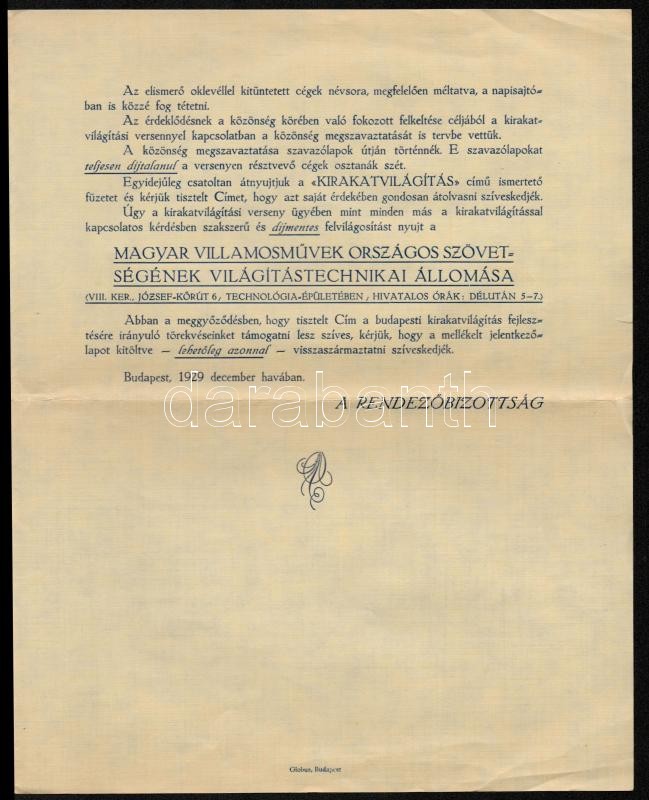 Az elismerő oklevéllel kitüntetett cégek névsora, megfelelően méltatva, a napisajtó=
ban is közzé fog tétetni.
Az érdeklődésnek a közönség körében való fokozott felkeltése céljából a kirakat=
világítási versennyel kapcsolatban a közönség megszavaztatását is tervbe vettük.
A közönség megszavaztatása szavazólapok útján történnék. E szavazólapokat
teljesen díjtalanul a versenyen résztvevő cégek osztanák szét.
Egyidejűleg csatoltan átnyujtjuk a «KIRAKATVILÁGÍTÁS» című ismertető
füzetet és kérjük tisztelt Címet, hogy azt saját érdekében gondosan átolvasni szíveskedjék.
Úgy a kirakatvilágítási verseny ügyében mint minden más a kirakatvilágítással
kapcsolatos kérdésben szakszerű és díjmentes felvilágosítást nyujt a
MAGYAR VILLAMOSMŰVEK ORSZÁGOS SZÖVET=
SÉGÉNEK VILÁGÍTÁSTECHNIKAI ÁLLOMÁSA
(VIII. KER., JÓZSEF-KÖRÚT 6, TECHNOLÓGIA-ÉPÜLETÉBEN, HIVATALOS ÓRÁK: DÉLUTÁN 5–7.)
Abban a meggyőződésben, hogy tisztelt Cím a budapesti kirakatvilágítás fejlesz=
tésére irányuló törekvéseinket támogatni lesz szíves, kérjük, hogy a mellékelt jelentkező=
lapot kitöltve — lehetőleg azonnal — visszaszármaztatni szíveskedjék.
Budapest, 1929 december havában.
darabanth
A RENDEZŐBIZOTTSÁG
Globus, Budapest